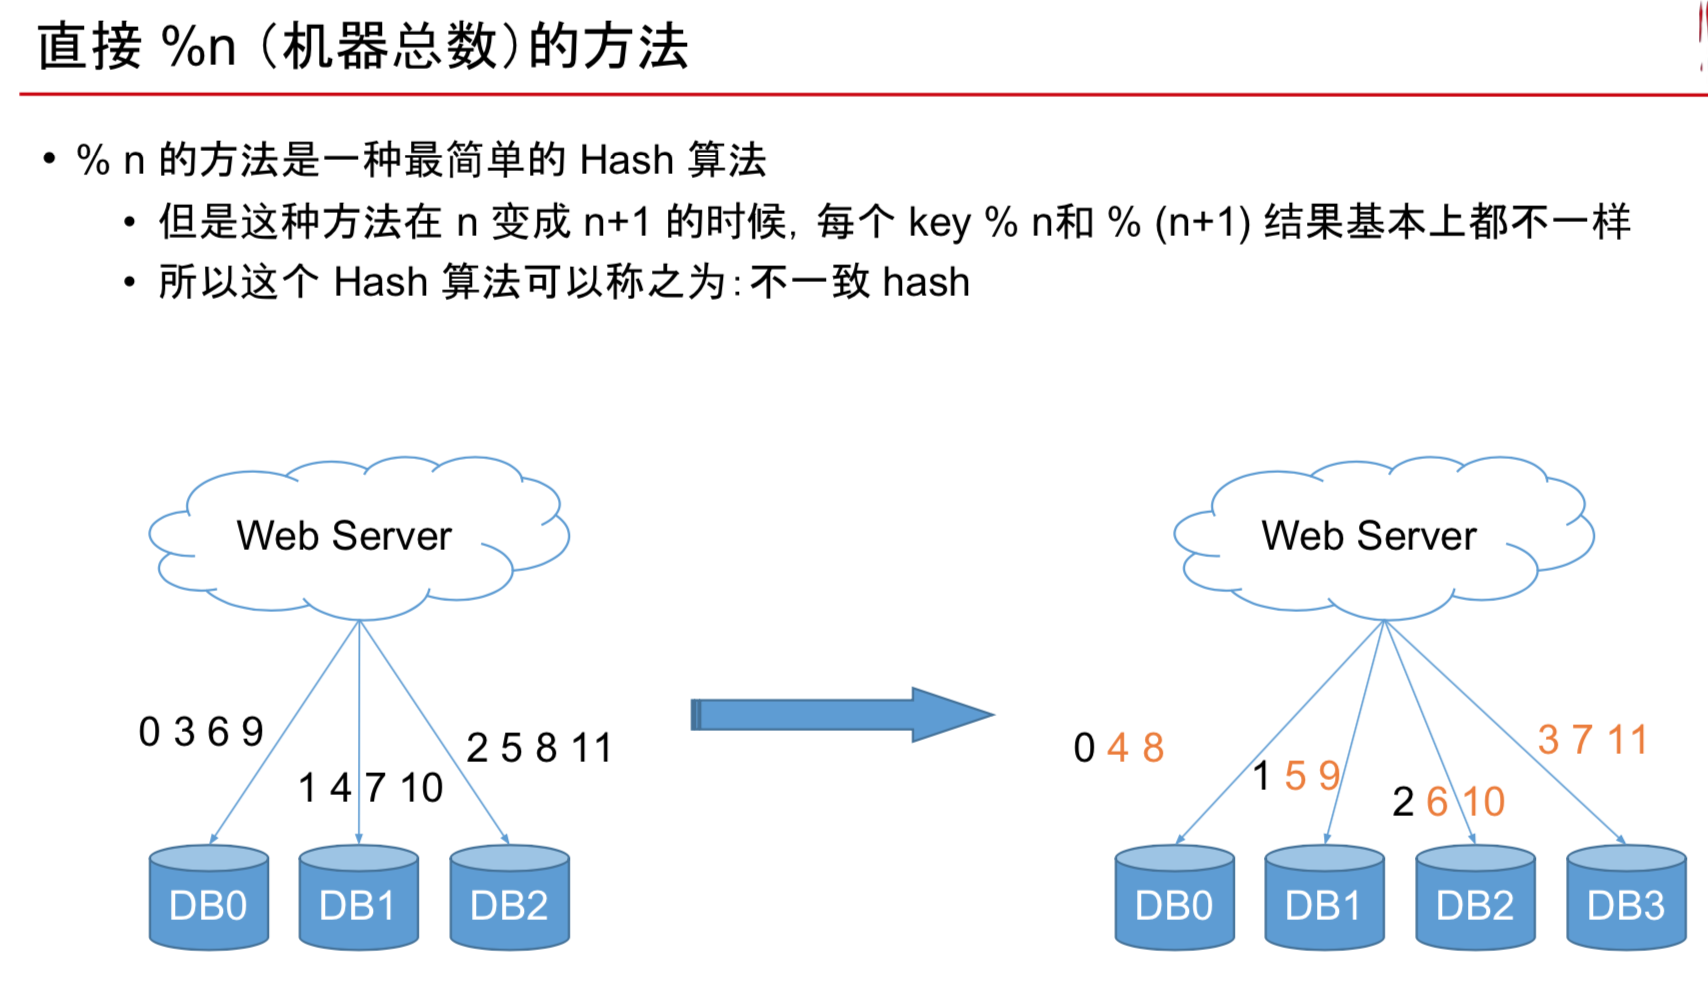 直接 %n（机器总数）的方法
• % n 的方法是一种最简单的 Hash 算法
• 但是这种方法在 n 变成 n+1 的时候，每个 key % n和 % (n+1) 结果基本上都不一样
• 所以这个 Hash 算法可以称之为：不一致 hash
Web Server
0 3 6 9
1 4 7 10
2 5 8 11
DB0
DB1
DB2
Web Server
0 4 8
1 5 9
2 6 10
3 7 11
DB0
DB1
DB2
DB3